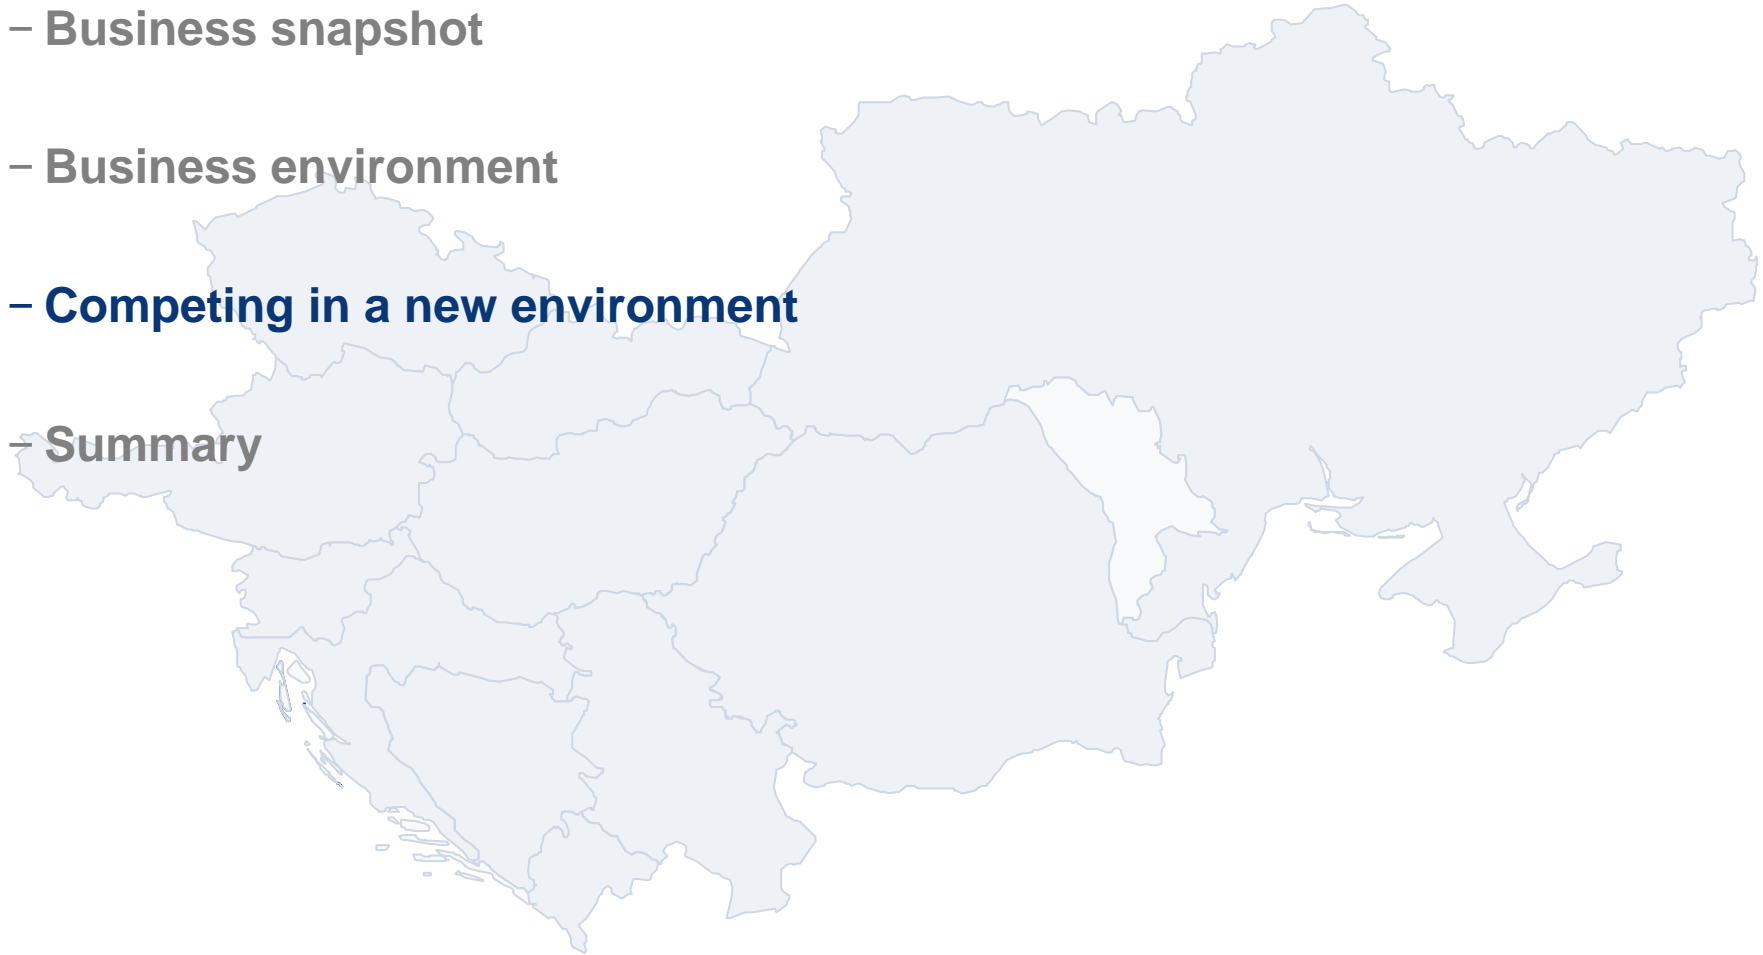 – Business snapshot
– Business environment
– Competing in a new environment
– Summary